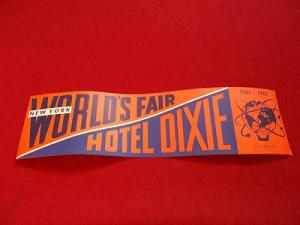 NEW YORK
WORLD'S FAIR
HOTEL DIXIE
1964 - 1965